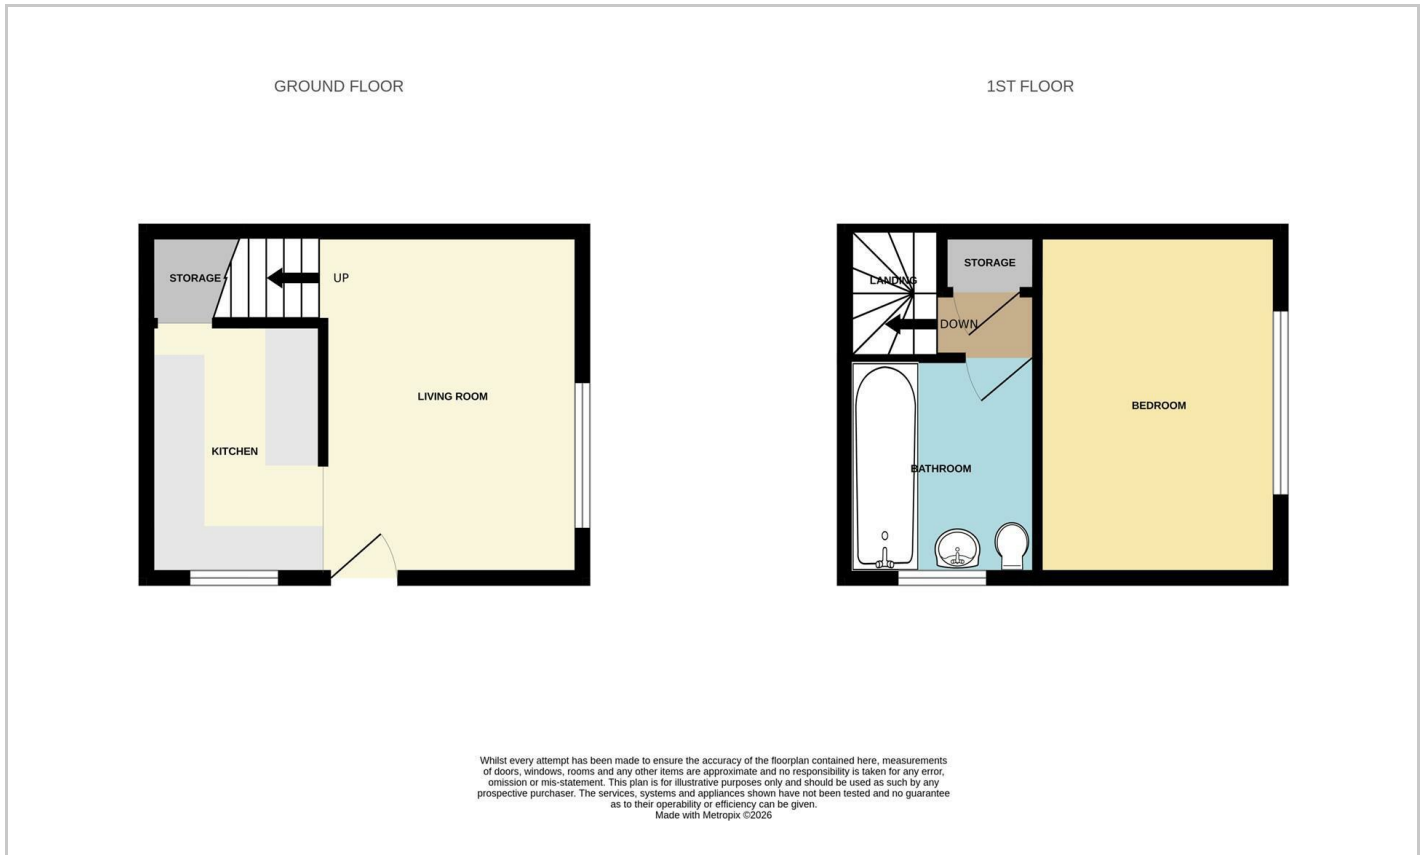 GROUND FLOOR
1ST FLOOR
STORAGE
UP
LIVING ROOM
KITCHEN
STORAGE
LANDING
DOWN
BEDROOM
BATHROOM
Whilst every attempt has been made to ensure the accuracy of the floorplan contained here, measurements
of doors, windows, rooms and any other items are approximate and no responsibility is taken for any error,
omission or mis-statement. This plan is for illustrative purposes only and should be used as such by any
prospective purchaser. The services, systems and appliances shown have not been tested and no guarantee
as to their operability or efficiency can be given.
Made with Metropix ©2026